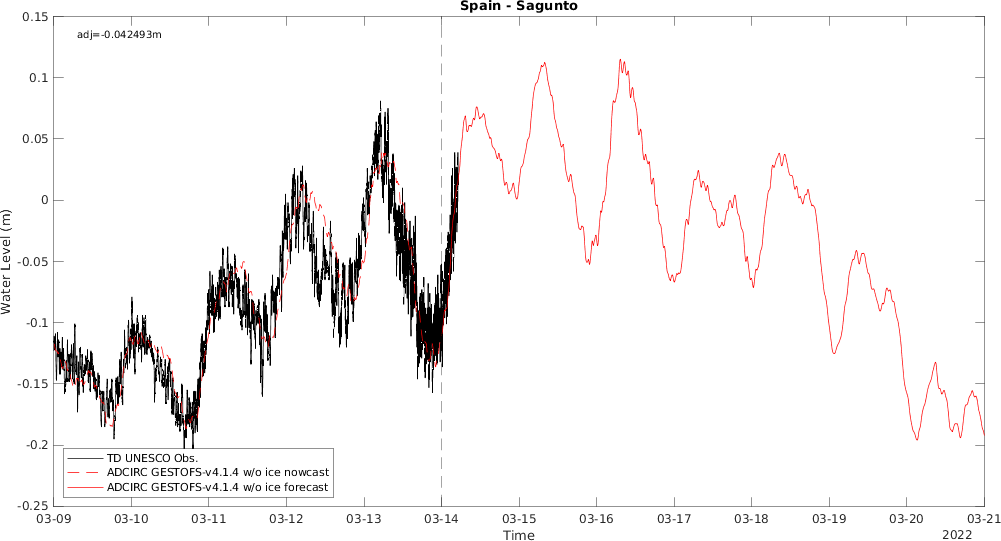 Spain - Sagunto
adj=-0.042493m
0.15
0.1
0.05
0
-0.05
-0.1
-0.15
-0.2
-0.25
Water Level (m)
TD UNESCO Obs.
ADCIRC GESTOFS-v4.1.4 w/o ice nowcast
ADCIRC GESTOFS-v4.1.4 w/o ice forecast
03-09 03-10 03-11 03-12 03-13 03-14 03-15 03-16 03-17 03-18 03-19 03-20 03-21
Time
2022